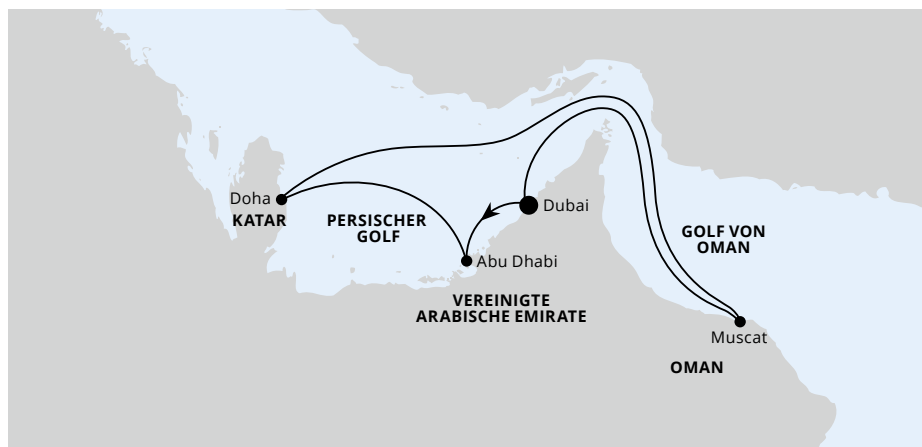 Doha
KATAR
PERSISCHER
GOLF
Dubai
Abu Dhabi
VEREINIGTE
ARABISCHE EMIRATE
GOLF VON
OMAN
Muscat
OMAN